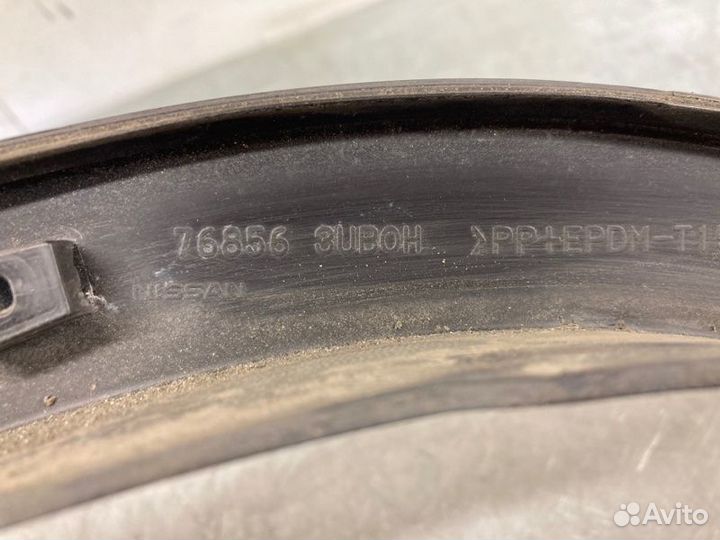 76856 3UB0H >PP+EPDM-T1
NISSAN
Avito